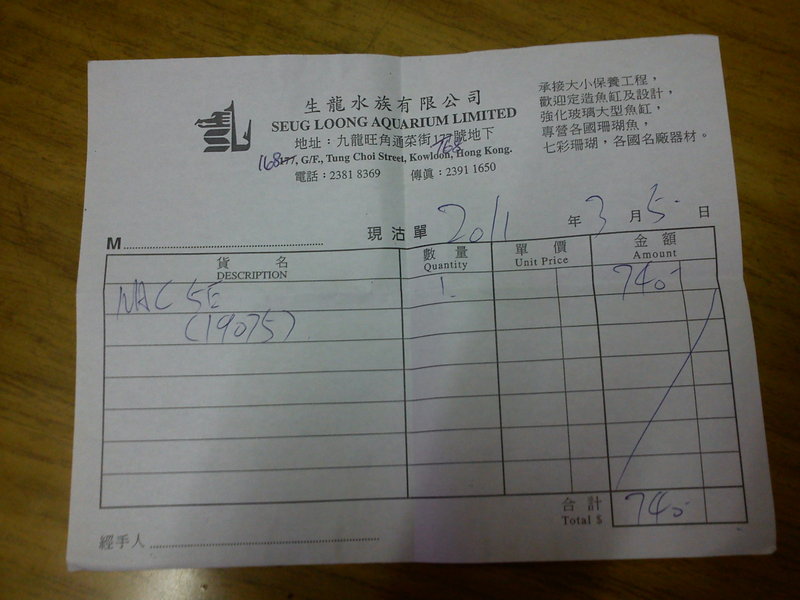 生龍水族有限公司
SEUG LOONG AQUARIUM LIMITED
地址：九龍旺角通菜街177號地下
168
168
177, G/F., Tung Choi Street, Kowloon, Hong Kong.
電話：2381 8369 傳眞：2391 1650
承接大小保養工程，
歡迎定造魚缸及設計，
強化玻璃大型魚缸，
專營各國珊瑚魚，
七彩珊瑚，各國名廠器材。
M
現沽單 2011 年 3 月 5 日
貨名 數量 單價 金額
DESCRIPTION Quantity Unit Price Amount
NAC 5E 1 740-
(19075)
合計
Total $ 740-
經手人